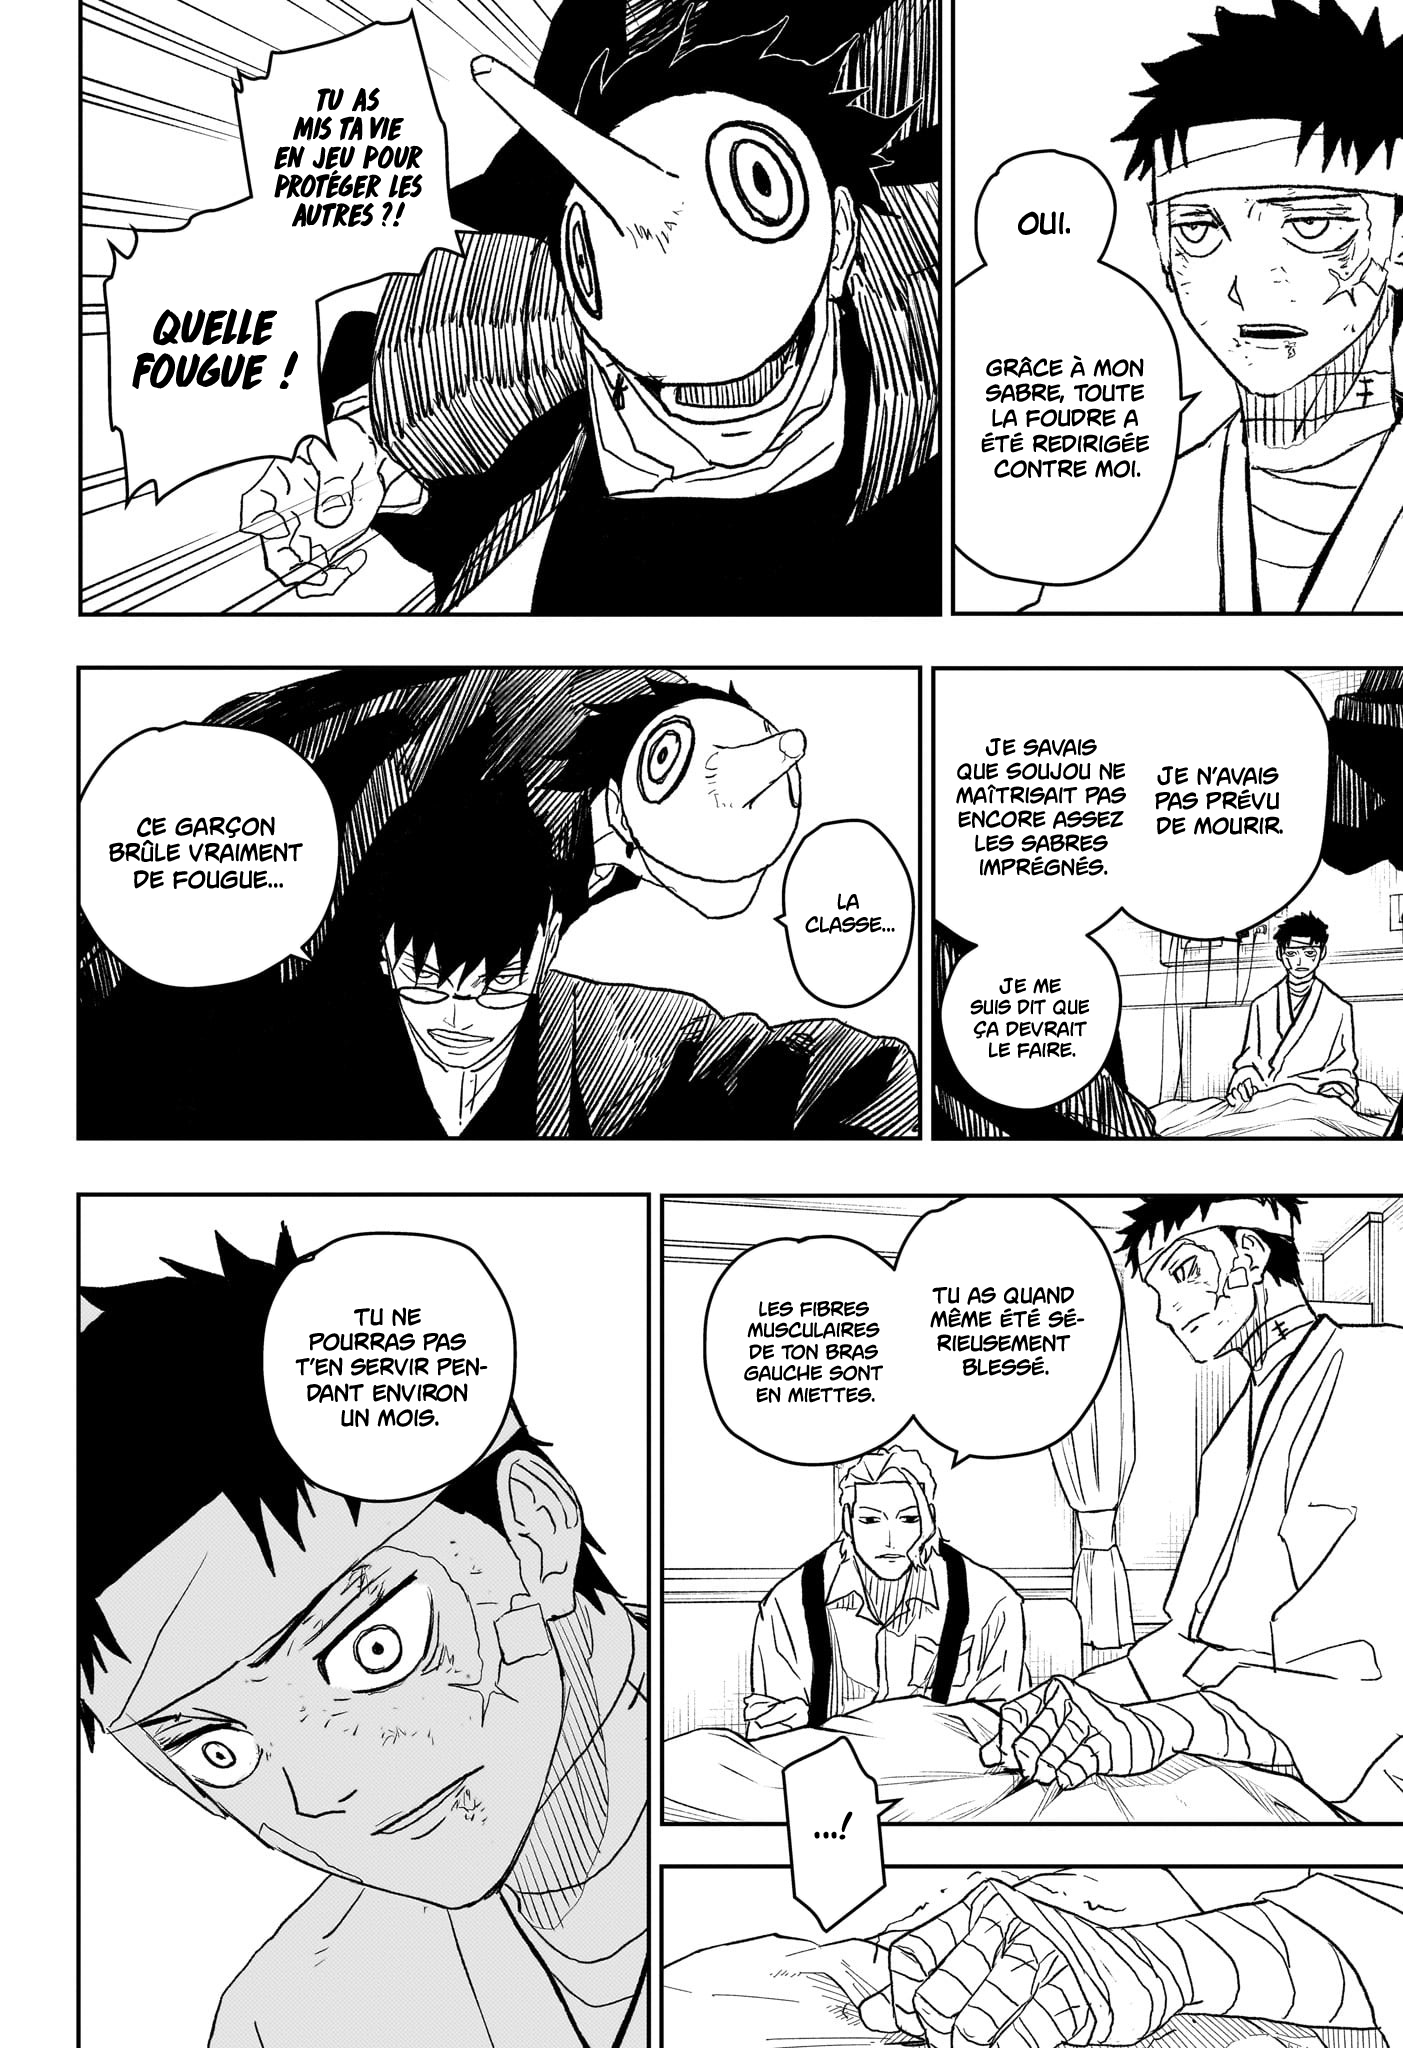 OUI.
GRÂCE À MON
SABRE, TOUTE
LA FOUDRE A
ÉTÉ REDIRIGÉE
CONTRE MOI.
TU AS
MIS TA VIE
EN JEU POUR
PROTÉGER LES
AUTRES ?!
QUELLE
FOUGUE !
JE N'AVAIS
PAS PRÉVU
DE MOURIR.
JE SAVAIS
QUE SOUJOU NE
MAÎTRISAIT PAS
ENCORE ASSEZ
LES SABRES
IMPRÉGNÉS.
JE ME
SUIS DIT QUE
ÇA DEVRAIT
LE FAIRE.
LA
CLASSE...
CE GARÇON
BRÛLE VRAIMENT
DE FOUGUE...
TU AS QUAND
MÊME ÉTÉ SÉ-
RIEUSEMENT
BLESSÉ.
LES FIBRES
MUSCULAIRES
DE TON BRAS
GAUCHE SONT
EN MIETTES.
...!
TU NE
POURRAS PAS
T'EN SERVIR PEN-
DANT ENVIRON
UN MOIS.